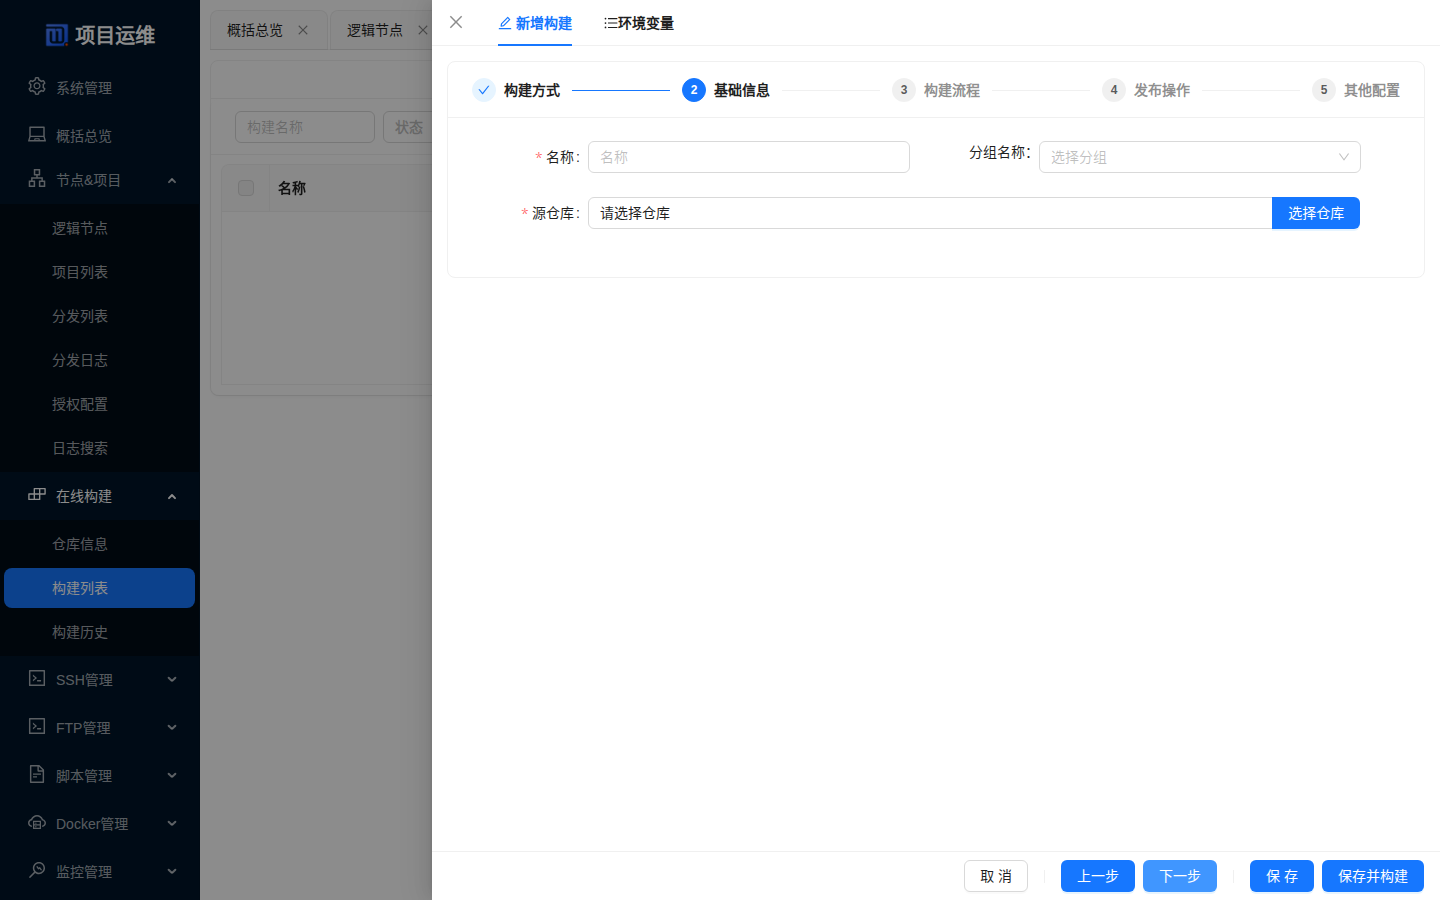 项目运维
系统管理
概括总览
节点&项目
逻辑节点
项目列表
分发列表
分发日志
授权配置
日志搜索
在线构建
仓库信息
构建列表
构建历史
SSH管理
FTP管理
脚本管理
Docker管理
监控管理
概括总览
逻辑节点
构建名称
状态
名称
新增构建
环境变量
构建方式
2 基础信息
3 构建流程
4 发布操作
5 其他配置
* 名称: 名称
分组名称： 选择分组
* 源仓库: 请选择仓库 选择仓库
取 消
上一步
下一步
保 存
保存并构建